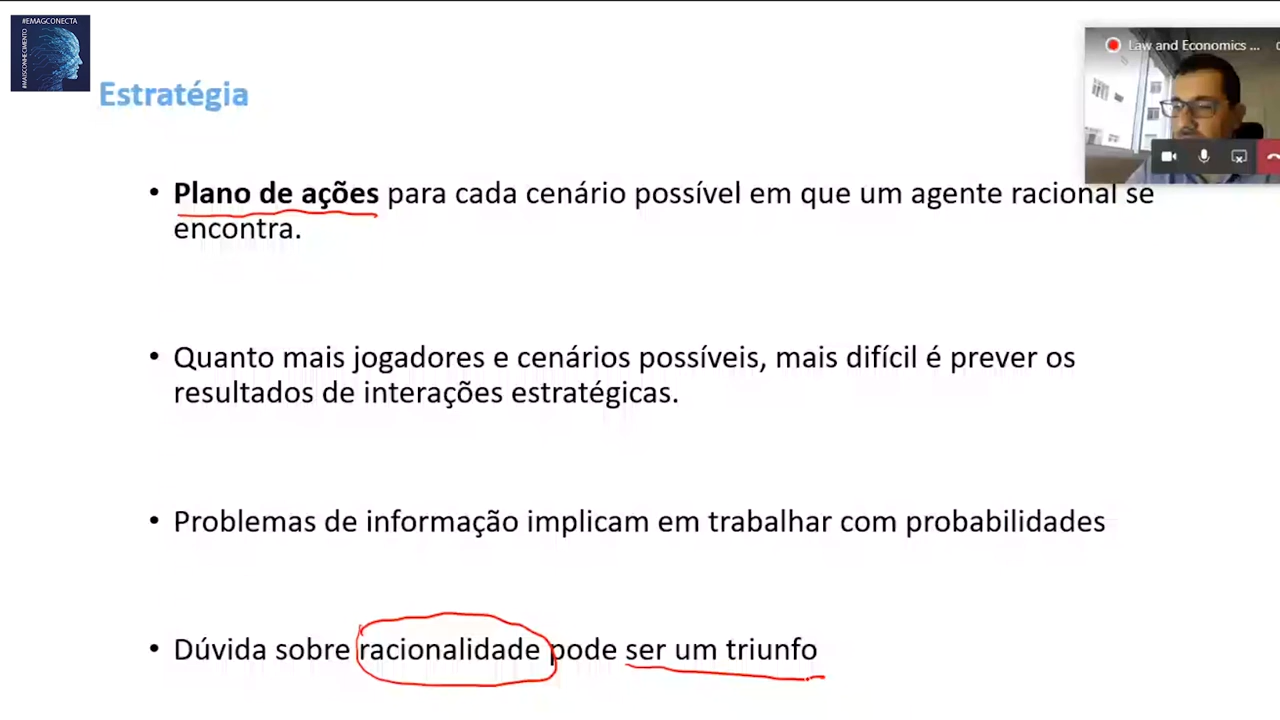 #EMAGCONECTA
#MAISCONHECIMENTO
Law and Economics ...
Estratégia
• Plano de ações para cada cenário possível em que um agente racional se
encontra.
• Quanto mais jogadores e cenários possíveis, mais difícil é prever os
resultados de interações estratégicas.
• Problemas de informação implicam em trabalhar com probabilidades
• Dúvida sobre racionalidade pode ser um triunfo